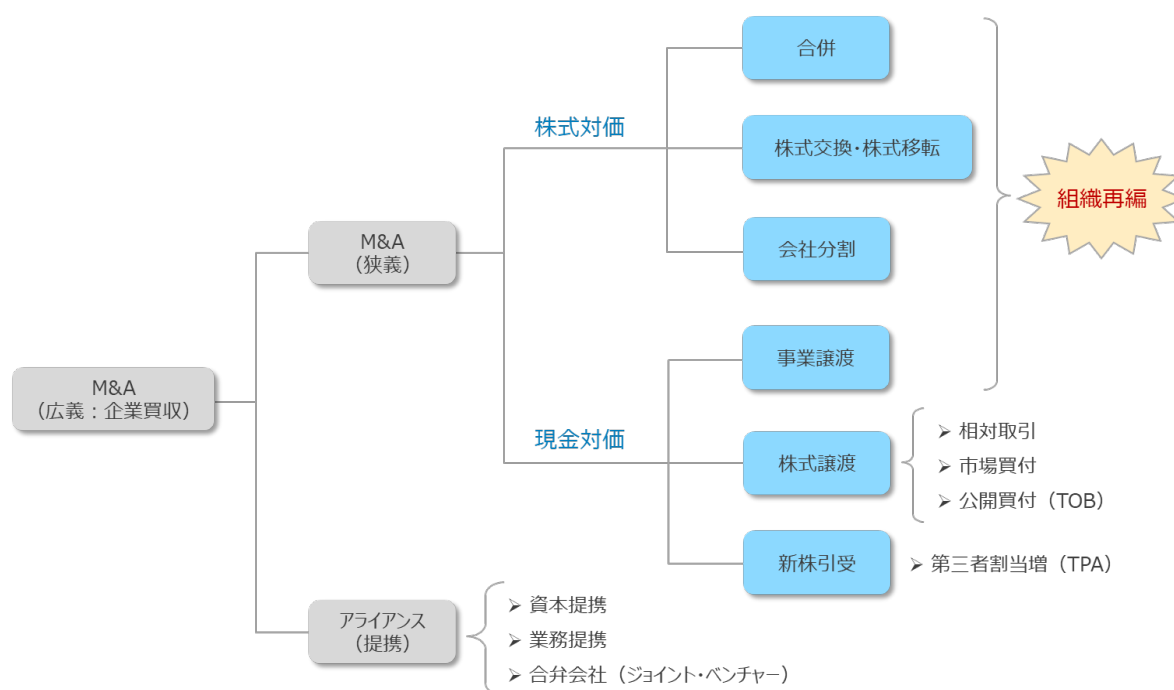 合併
株式対価
株式交換・株式移転
組織再編
M&A
(狭義)
会社分割
事業譲渡
M&A
(広義：企業買収)
現金対価
株式譲渡
➢ 相対取引
➢ 市場買付
➢ 公開買付（TOB）
新株引受
➢ 第三者割当増（TPA）
アライアンス
(提携)
➢ 資本提携
➢ 業務提携
➢ 合弁会社（ジョイント・ベンチャー）